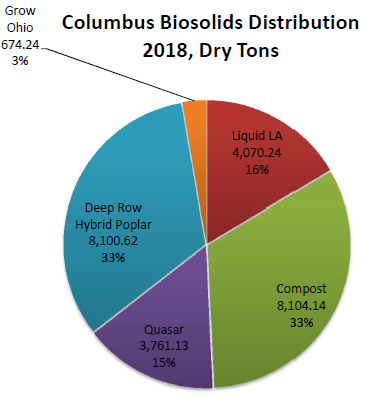 Columbus Biosolids Distribution
2018, Dry Tons
Grow
Ohio
674.24
3%
Liquid LA
4,070.24
16%
Compost
8,104.14
33%
Quasar
3,761.13
15%
Deep Row
Hybrid Poplar
8,100.62
33%